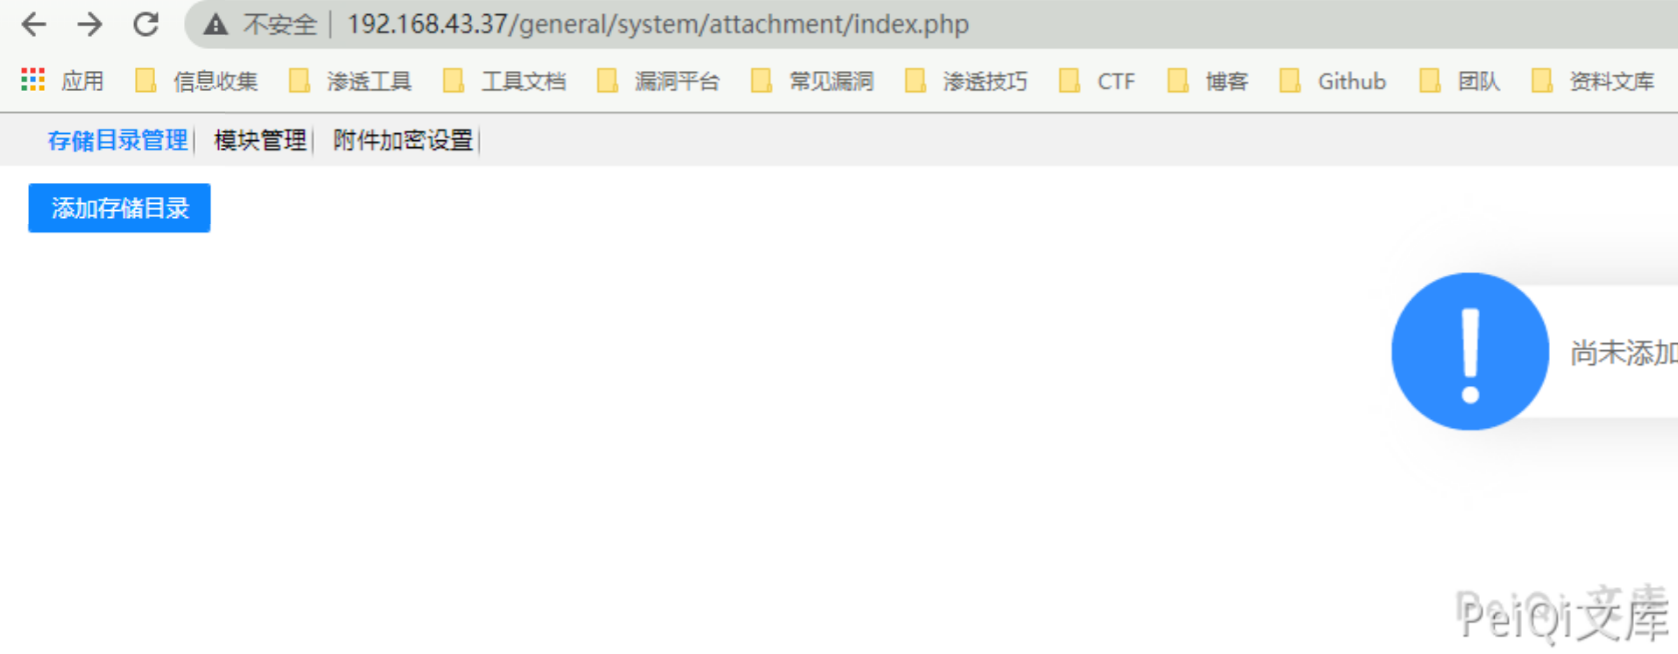 不安全 192.168.43.37/general/system/attachment/index.php
应用 信息收集 渗透工具 工具文档 漏洞平台 常见漏洞 渗透技巧 CTF 博客 Github 团队 资料文库
存储目录管理 模块管理 附件加密设置
添加存储目录
尚未添加
PeiQi 文库
PeiQi文库